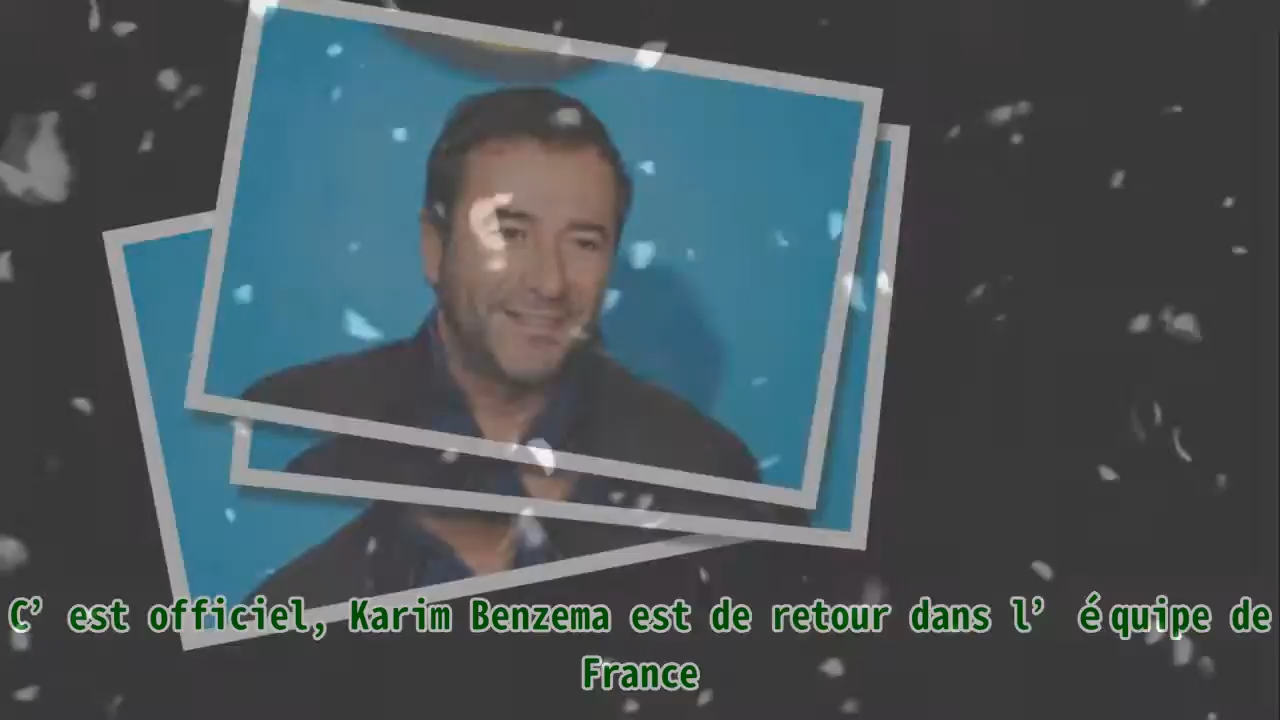 C’ est officiel, Karim Benzema est de retour dans l’ équipe de
France